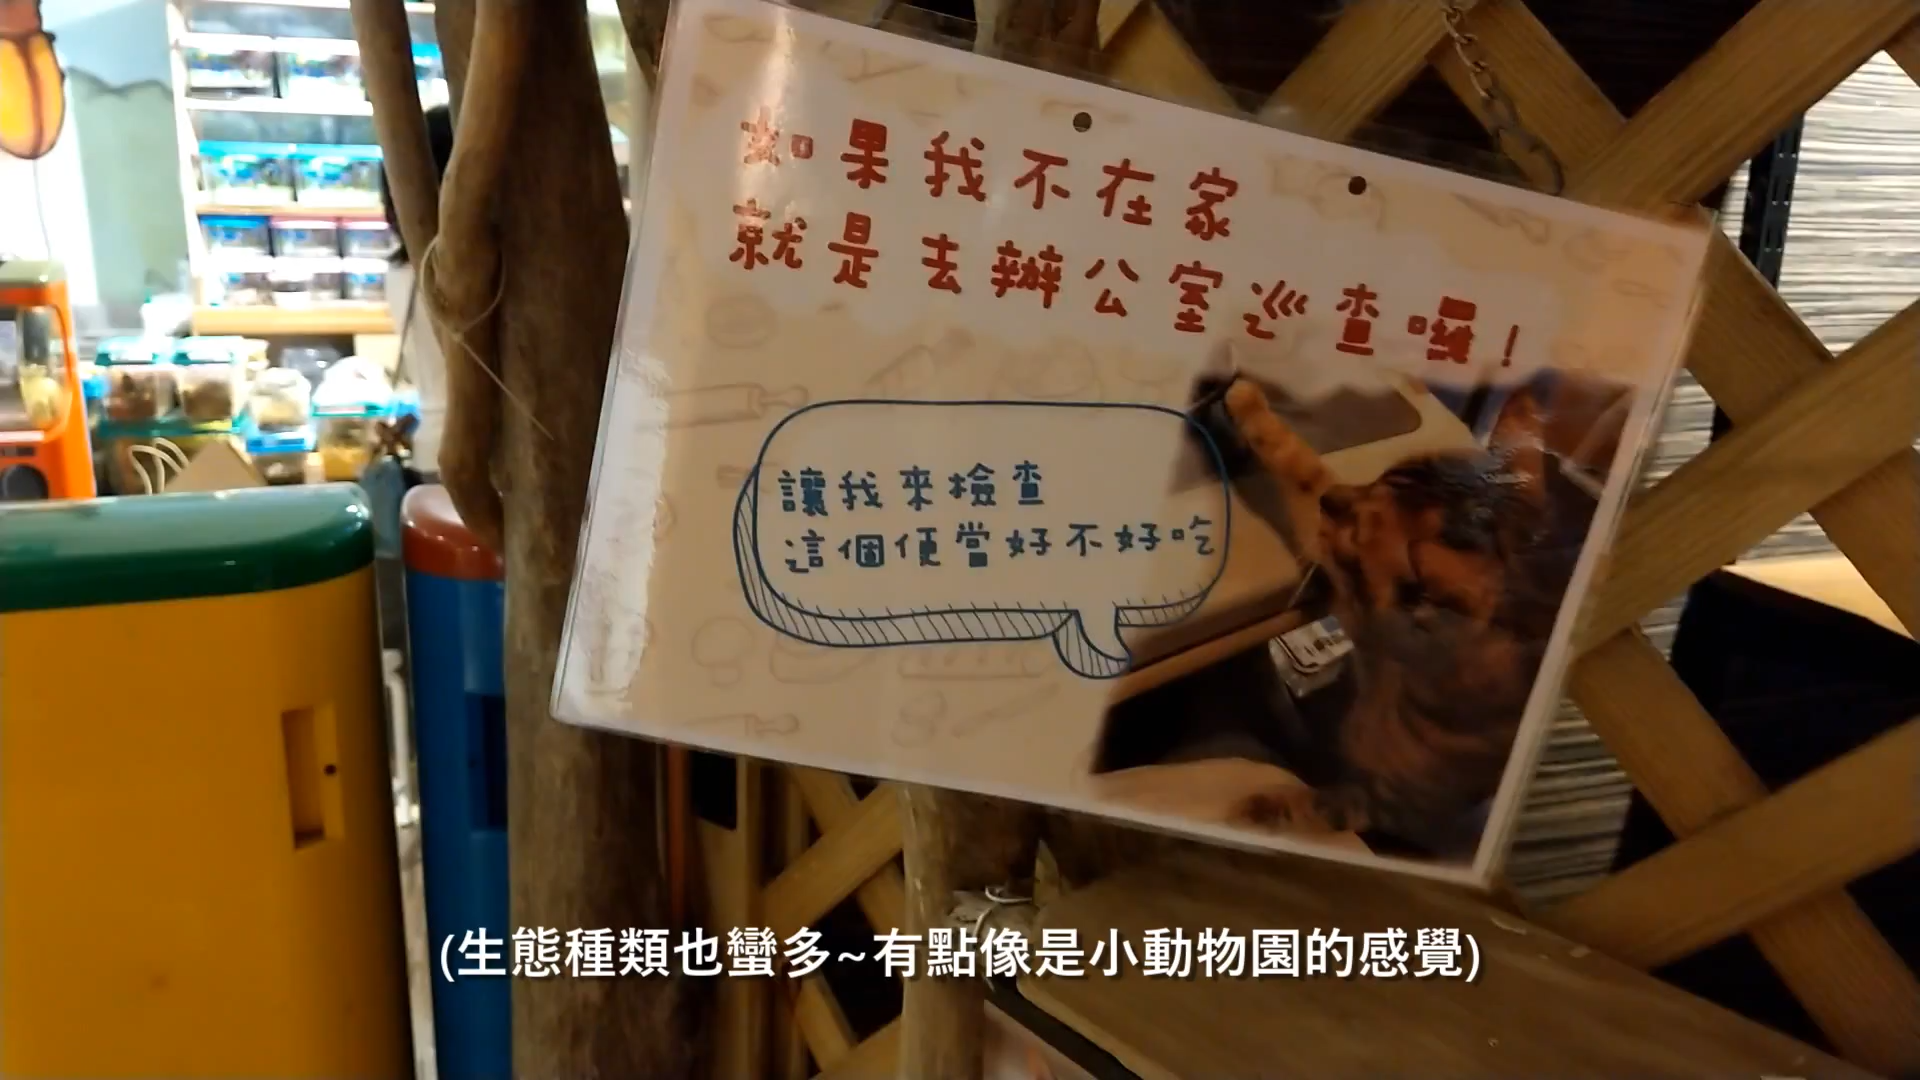 如果我不在家
就是去辦公室巡查囉！
讓我來檢查
這個便當好不好吃
(生態種類也蠻多~有點像是小動物園的感覺)